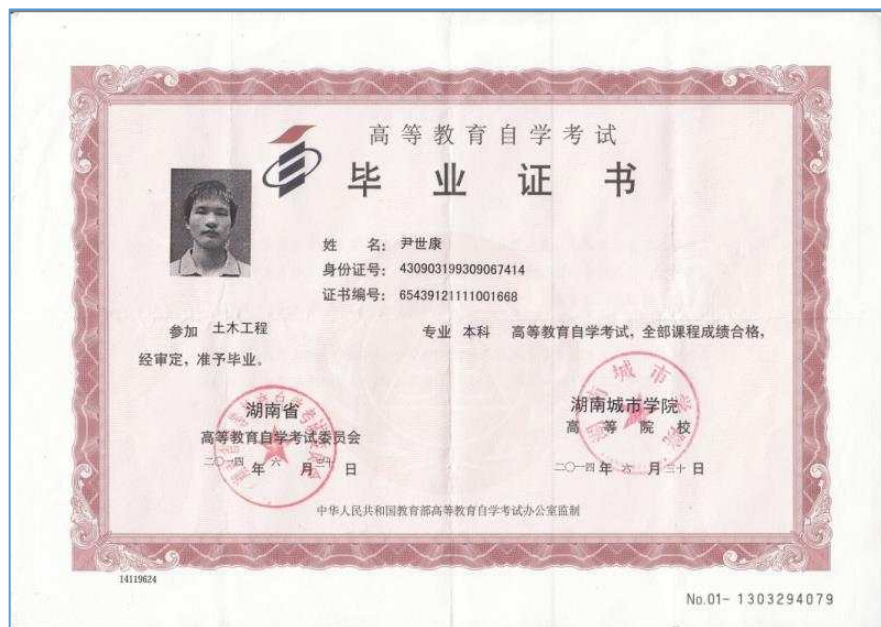 高等教育自学考试
毕业证书
姓 名：尹世康
身份证号：430903199309067414
证书编号：65439121111001668
参加 土木工程 专业 本科 高等教育自学考试，全部课程成绩合格，
经审定，准予毕业。
湖南省 湖南城市学院
高等教育自学考试委员会 高等院校
二〇一四年六月 日 二〇一四年六月三十日
中华人民共和国教育部高等教育自学考试办公室监制
14119624
No.01- 1303294079